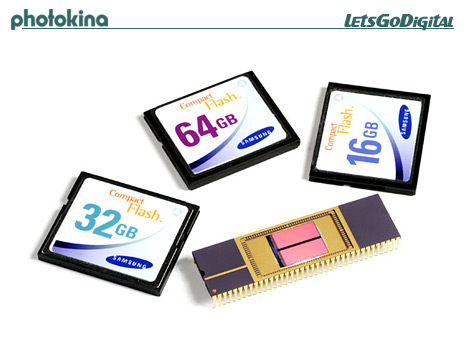 photokina
LETSGODIGITAL
Compact
Flash
64GB
SAMSUNG
Compact
Flash
16GB
SAMSUNG
Compact
Flash
32GB
SAMSUNG